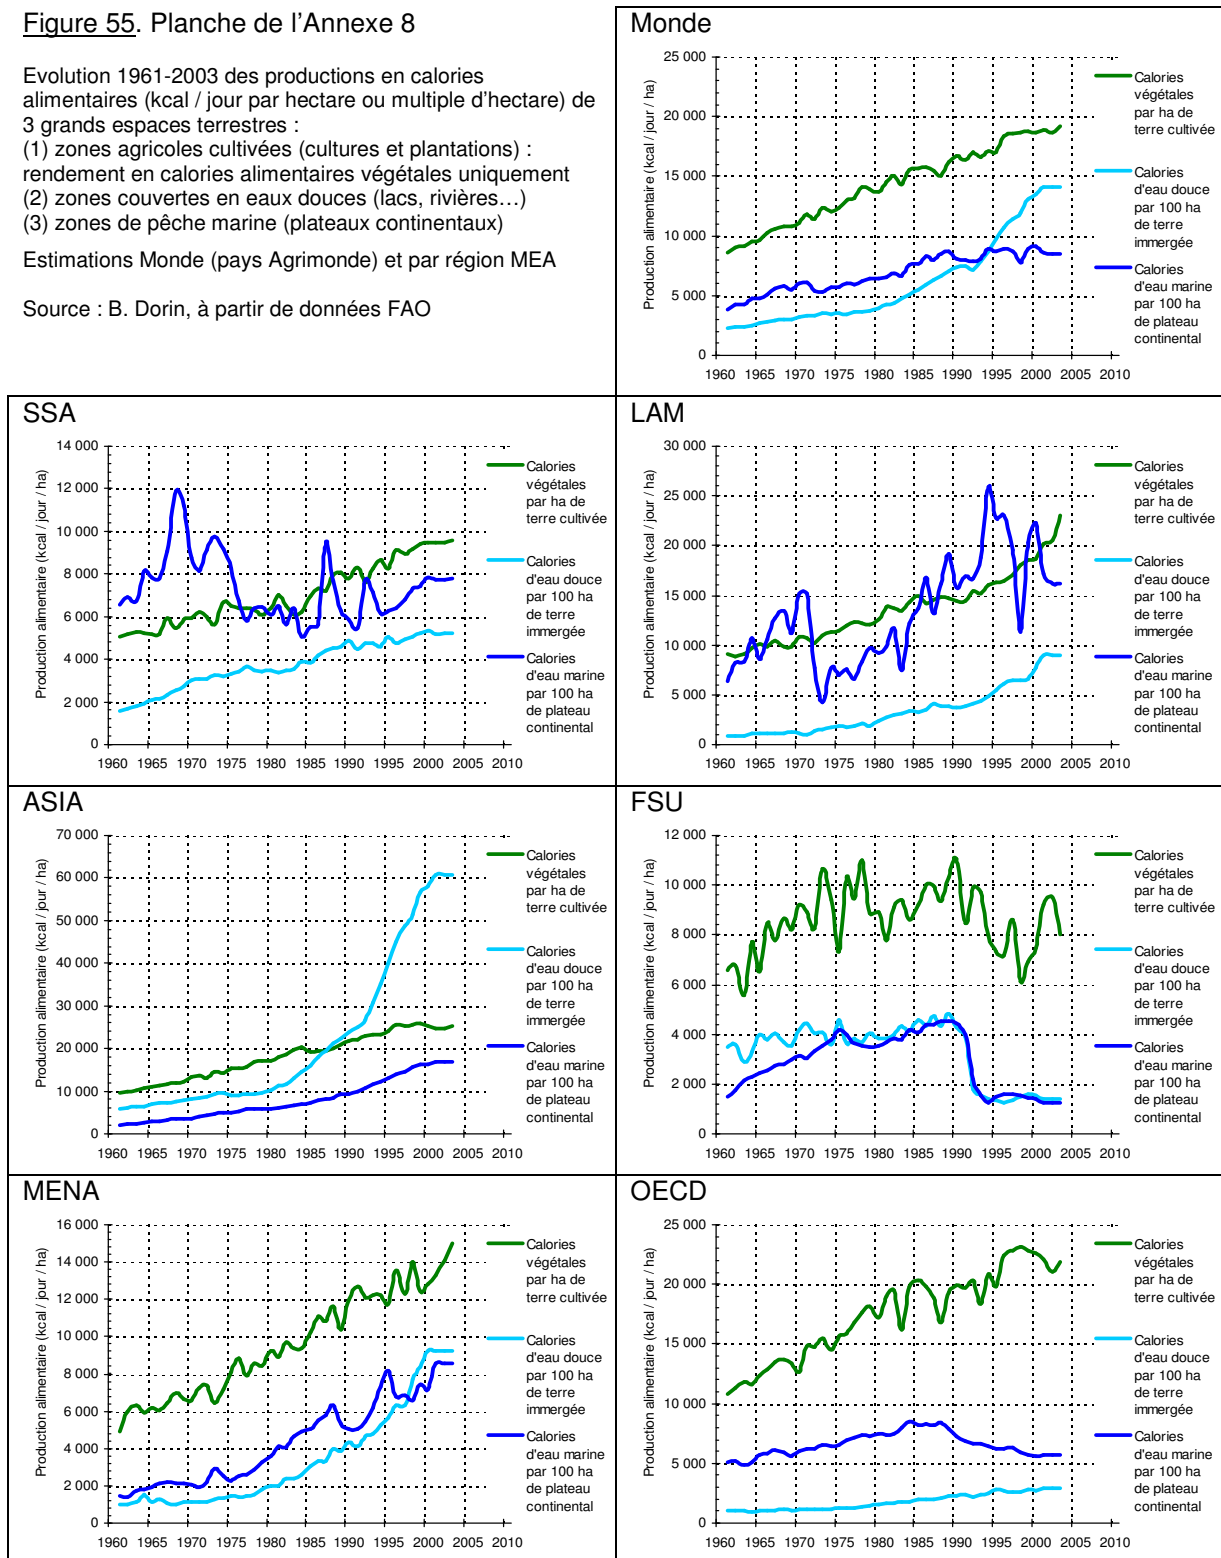 Figure 55. Planche de l'Annexe 8
Evolution 1961-2003 des productions en calories
alimentaires (kcal / jour par hectare ou multiple d'hectare) de
3 grands espaces terrestres :
(1) zones agricoles cultivées (cultures et plantations) :
rendement en calories alimentaires végétales uniquement
(2) zones couvertes en eaux douces (lacs, rivières…)
(3) zones de pêche marine (plateaux continentaux)
Estimations Monde (pays Agrimonde) et par région MEA
Source : B. Dorin, à partir de données FAO
Monde
Production alimentaire (kcal / jour / ha)
25 000
20 000
15 000
10 000
5 000
0
1960 1965 1970 1975 1980 1985 1990 1995 2000 2005 2010
Calories
végétales
par ha de
terre cultivée
Calories
d'eau douce
par 100 ha
de terre
immergée
Calories
d'eau marine
par 100 ha
de plateau
continental
SSA
Production alimentaire (kcal / jour / ha)
14 000
12 000
10 000
8 000
6 000
4 000
2 000
0
1960 1965 1970 1975 1980 1985 1990 1995 2000 2005 2010
Calories
végétales
par ha de
terre cultivée
Calories
d'eau douce
par 100 ha
de terre
immergée
Calories
d'eau marine
par 100 ha
de plateau
continental
LAM
Production alimentaire (kcal / jour / ha)
30 000
25 000
20 000
15 000
10 000
5 000
0
1960 1965 1970 1975 1980 1985 1990 1995 2000 2005 2010
Calories
végétales
par ha de
terre cultivée
Calories
d'eau douce
par 100 ha
de terre
immergée
Calories
d'eau marine
par 100 ha
de plateau
continental
ASIA
Production alimentaire (kcal / jour / ha)
70 000
60 000
50 000
40 000
30 000
20 000
10 000
0
1960 1965 1970 1975 1980 1985 1990 1995 2000 2005 2010
Calories
végétales
par ha de
terre cultivée
Calories
d'eau douce
par 100 ha
de terre
immergée
Calories
d'eau marine
par 100 ha
de plateau
continental
FSU
Production alimentaire (kcal / jour / ha)
12 000
10 000
8 000
6 000
4 000
2 000
0
1960 1965 1970 1975 1980 1985 1990 1995 2000 2005 2010
Calories
végétales
par ha de
terre cultivée
Calories
d'eau douce
par 100 ha
de terre
immergée
Calories
d'eau marine
par 100 ha
de plateau
continental
MENA
Production alimentaire (kcal / jour / ha)
16 000
14 000
12 000
10 000
8 000
6 000
4 000
2 000
0
1960 1965 1970 1975 1980 1985 1990 1995 2000 2005 2010
Calories
végétales
par ha de
terre cultivée
Calories
d'eau douce
par 100 ha
de terre
immergée
Calories
d'eau marine
par 100 ha
de plateau
continental
OECD
Production alimentaire (kcal / jour / ha)
25 000
20 000
15 000
10 000
5 000
0
1960 1965 1970 1975 1980 1985 1990 1995 2000 2005 2010
Calories
végétales
par ha de
terre cultivée
Calories
d'eau douce
par 100 ha
de terre
immergée
Calories
d'eau marine
par 100 ha
de plateau
continental